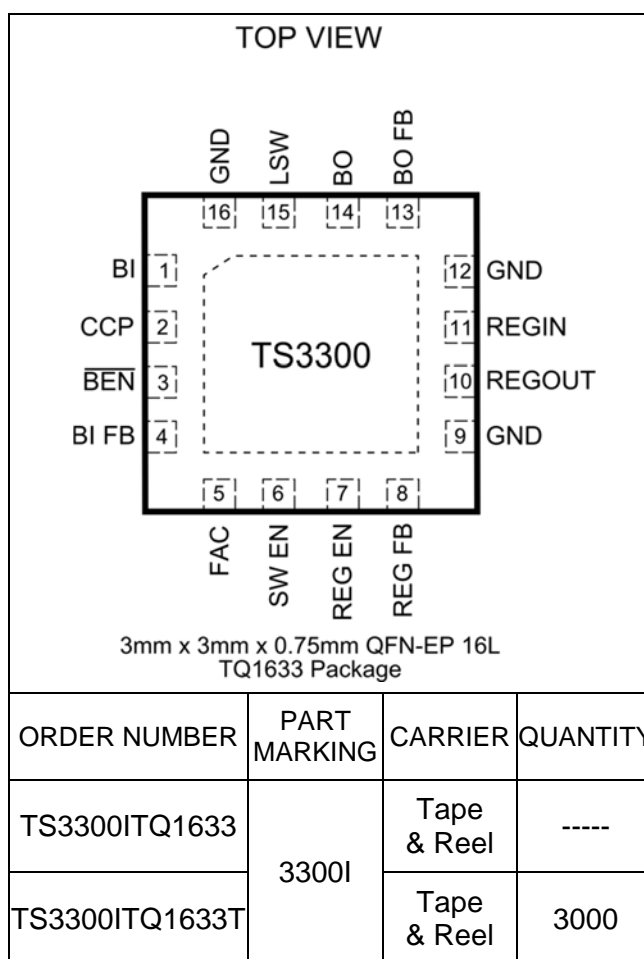 TOP VIEW
GND LSW BO BO FB
16 15 14 13
BI 1 12 GND
CCP 2 11 REGIN
TS3300
BEN 3 10 REGOUT
BI FB 4 9 GND
5 6 7 8
FAC SW EN REG EN REG FB
3mm x 3mm x 0.75mm QFN-EP 16L
TQ1633 Package
ORDER NUMBER PART MARKING CARRIER QUANTITY
TS3300ITQ1633 3300I Tape & Reel -----
TS3300ITQ1633T Tape & Reel 3000